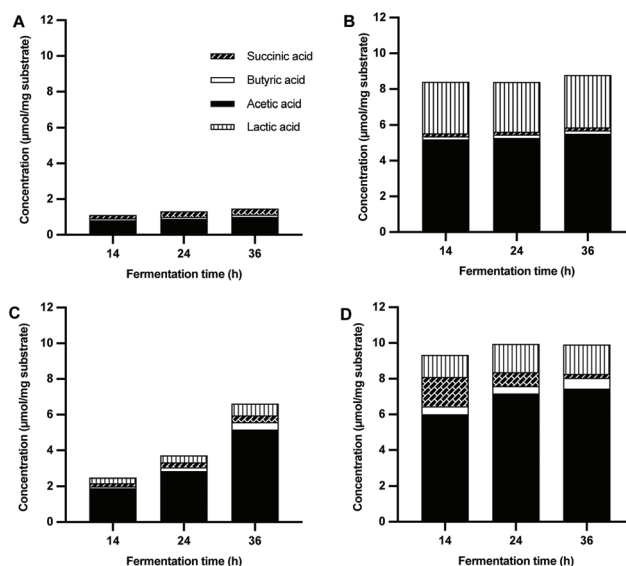 A
Concentration (µmol/mg substrate)
12
10
8
6
4
2
0
Succinic acid
Butyric acid
Acetic acid
Lactic acid
14 24 36
Fermentation time (h)
B
Concentration (µmol/mg substrate)
12
10
8
6
4
2
0
14 24 36
Fermentation time (h)
C
Concentration (µmol/mg substrate)
12
10
8
6
4
2
0
14 24 36
Fermentation time (h)
D
Concentration (µmol/mg substrate)
12
10
8
6
4
2
0
14 24 36
Fermentation time (h)